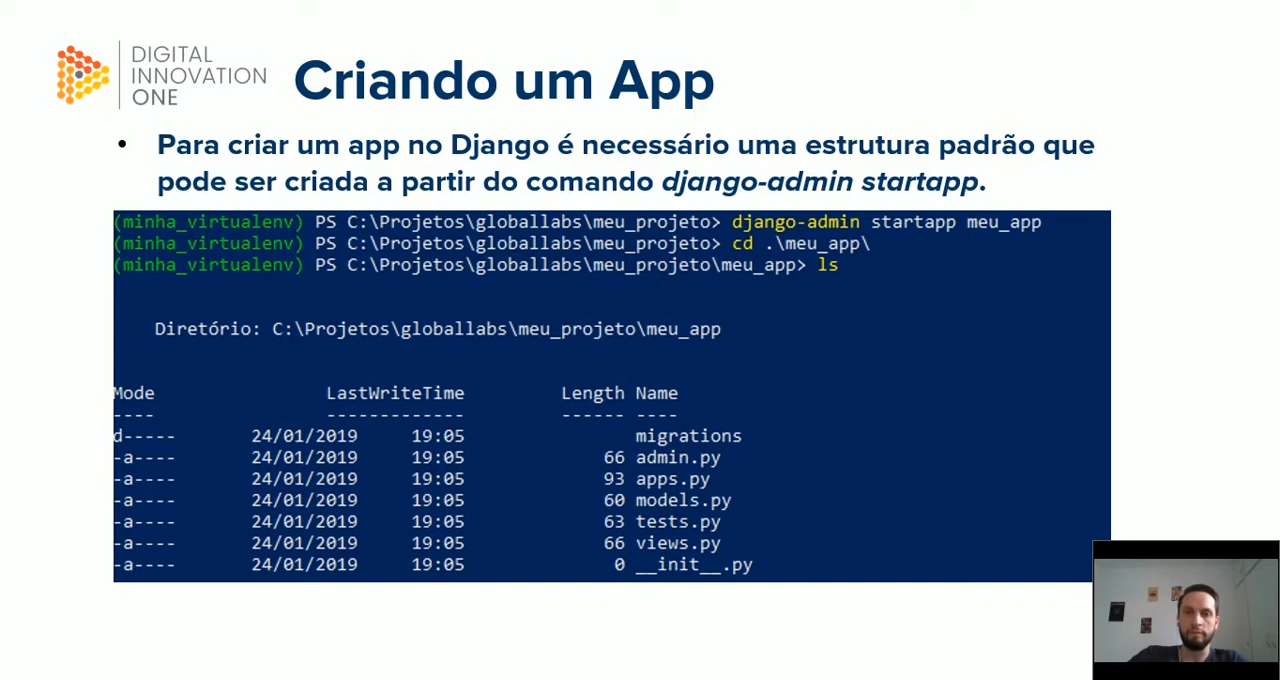 DIGITAL
INNOVATION
ONE
Criando um App
• Para criar um app no Django é necessário uma estrutura padrão que
pode ser criada a partir do comando django-admin startapp.
(minha_virtualenv) PS C:\Projetos\globallabs\meu_projeto> django-admin startapp meu_app
(minha_virtualenv) PS C:\Projetos\globallabs\meu_projeto> cd .\meu_app\
(minha_virtualenv) PS C:\Projetos\globallabs\meu_projeto\meu_app> ls
Diretório: C:\Projetos\globallabs\meu_projeto\meu_app
Mode LastWriteTime Length Name
---- ------------- ------ ----
d----- 24/01/2019 19:05 migrations
-a---- 24/01/2019 19:05 66 admin.py
-a---- 24/01/2019 19:05 93 apps.py
-a---- 24/01/2019 19:05 60 models.py
-a---- 24/01/2019 19:05 63 tests.py
-a---- 24/01/2019 19:05 66 views.py
-a---- 24/01/2019 19:05 0 __init__.py